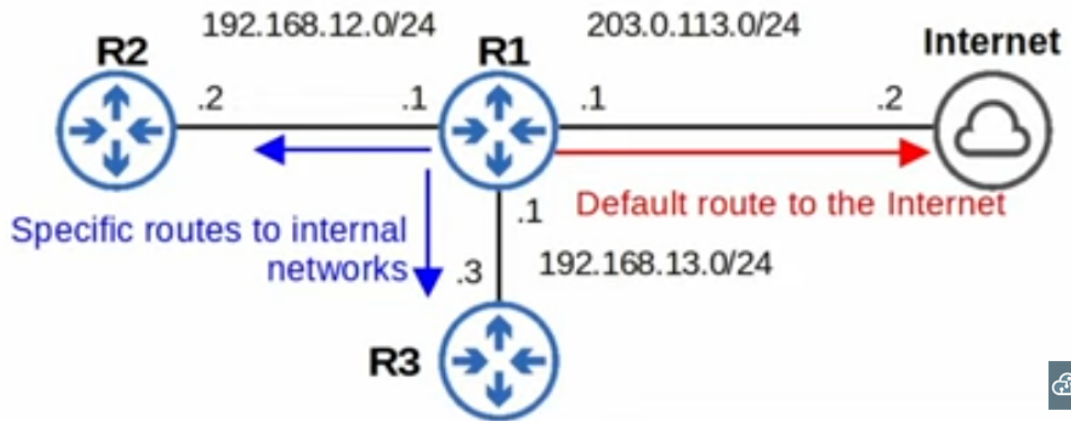 192.168.12.0/24
203.0.113.0/24
Internet
R2
R1
.2
.1
.1
.2
Default route to the Internet
.1
Specific routes to internal
networks
192.168.13.0/24
.3
R3